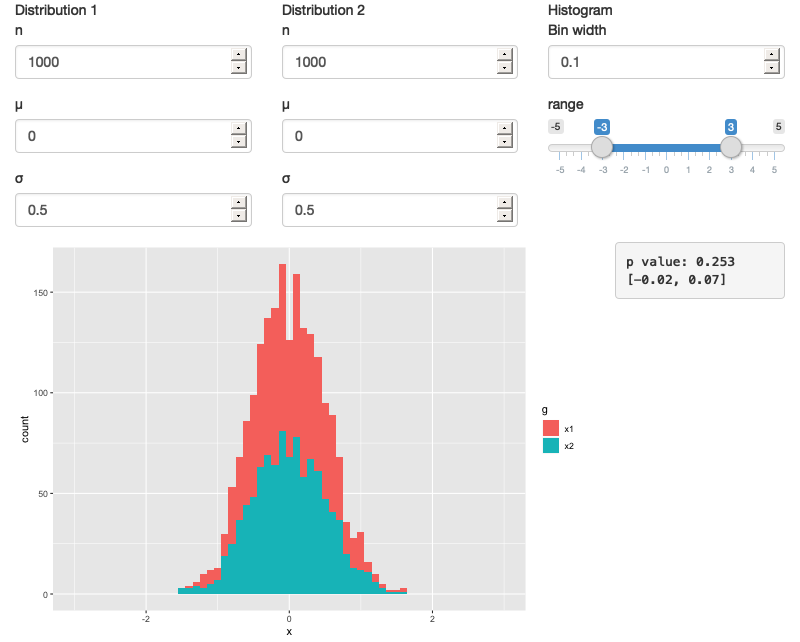 Distribution 1
n
1000
μ
0
σ
0.5
Distribution 2
n
1000
μ
0
σ
0.5
Histogram
Bin width
0.1
range
-5 -3 3 5
-5 -4 -3 -2 -1 0 1 2 3 4 5
p value: 0.253
[−0.02, 0.07]
150
100
50
0
count
-2 0 2
x
g
x1
x2